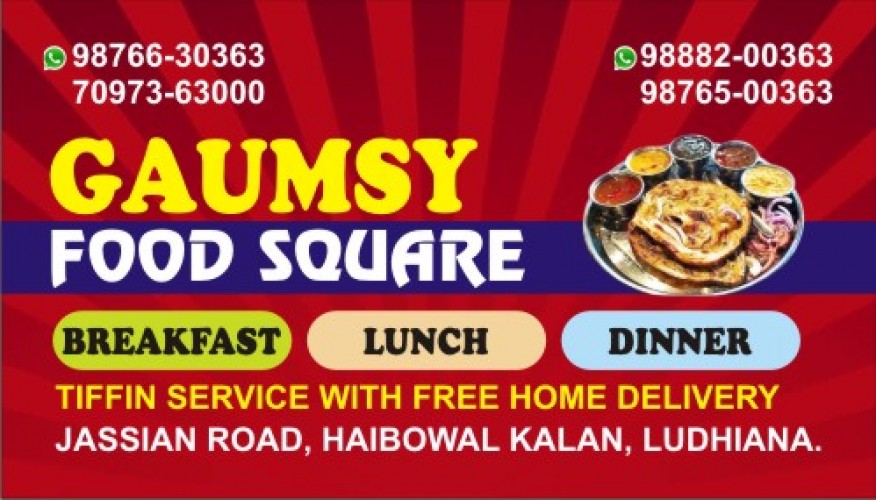 98766-30363
70973-63000
98882-00363
98765-00363
GAUMSY
FOOD SQUARE
BREAKFAST LUNCH DINNER
TIFFIN SERVICE WITH FREE HOME DELIVERY
JASSIAN ROAD, HAIBOWAL KALAN, LUDHIANA.